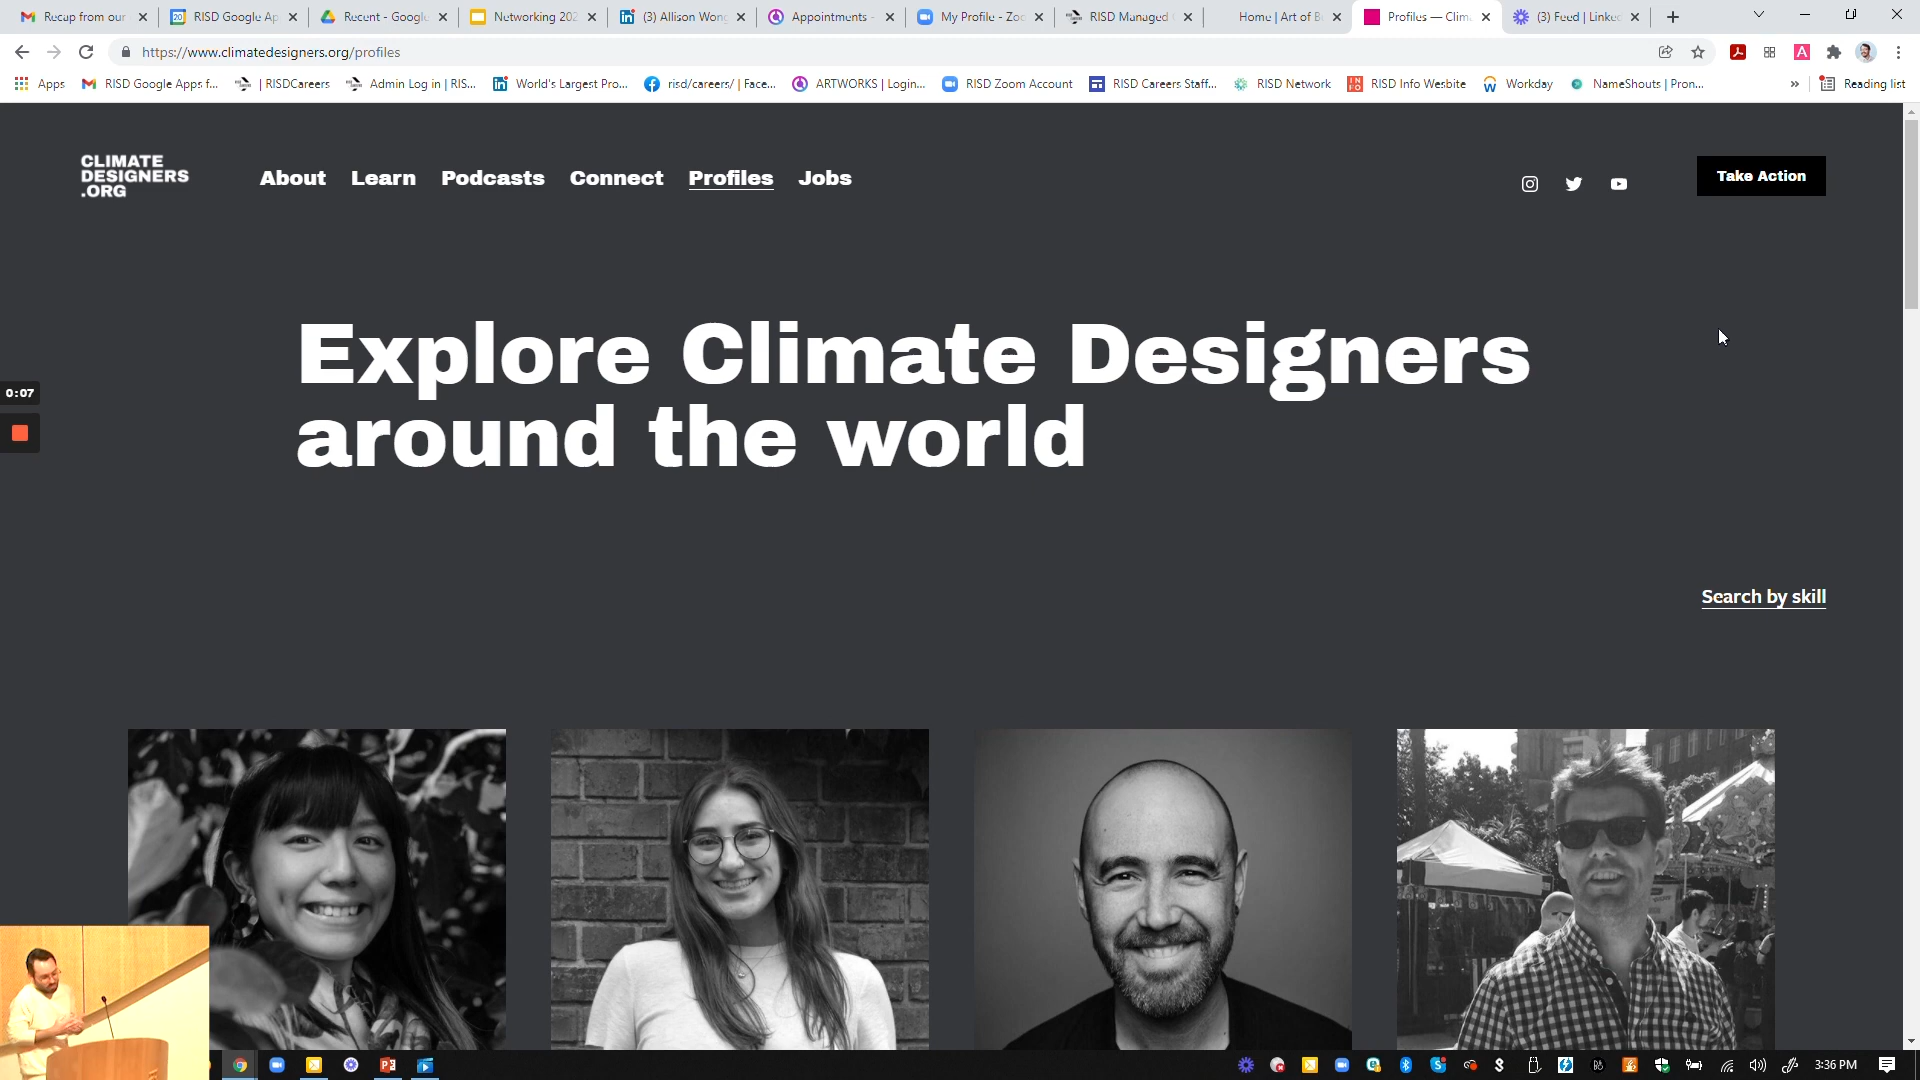 Recap from our
RISD Google Ap
Recent - Google
Networking 202
(3) Allison Wong
Appointments -
My Profile - Zoo
RISD Managed
Home | Art of B
Profiles — Clim
(3) Feed | Linke
https://www.climatedesigners.org/profiles
Apps
RISD Google Apps f...
| RISDCareers
Admin Log in | RIS...
World's Largest Pro...
risd/careers/ | Face...
ARTWORKS | Login...
RISD Zoom Account
RISD Careers Staff...
RISD Network
RISD Info Wesbite
Workday
NameShouts | Pron...
»
Reading list
CLIMATE
DESIGNERS
.ORG
About
Learn
Podcasts
Connect
Profiles
Jobs
Take Action
Explore Climate Designers
around the world
0:07
Search by skill
3:36 PM